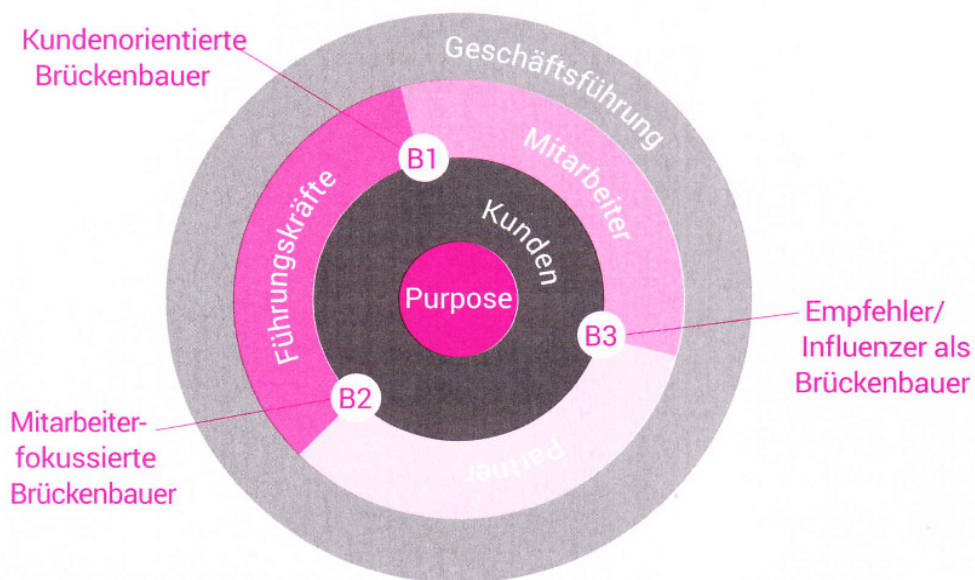 Kundenorientierte
Brückenbauer
Geschäftsführung
Mitarbeiter
B1
Führungskräfte
Kunden
Purpose
Empfehler/
Influenzer als
Brückenbauer
B3
B2
Mitarbeiter-
fokussierte
Brückenbauer
Partner